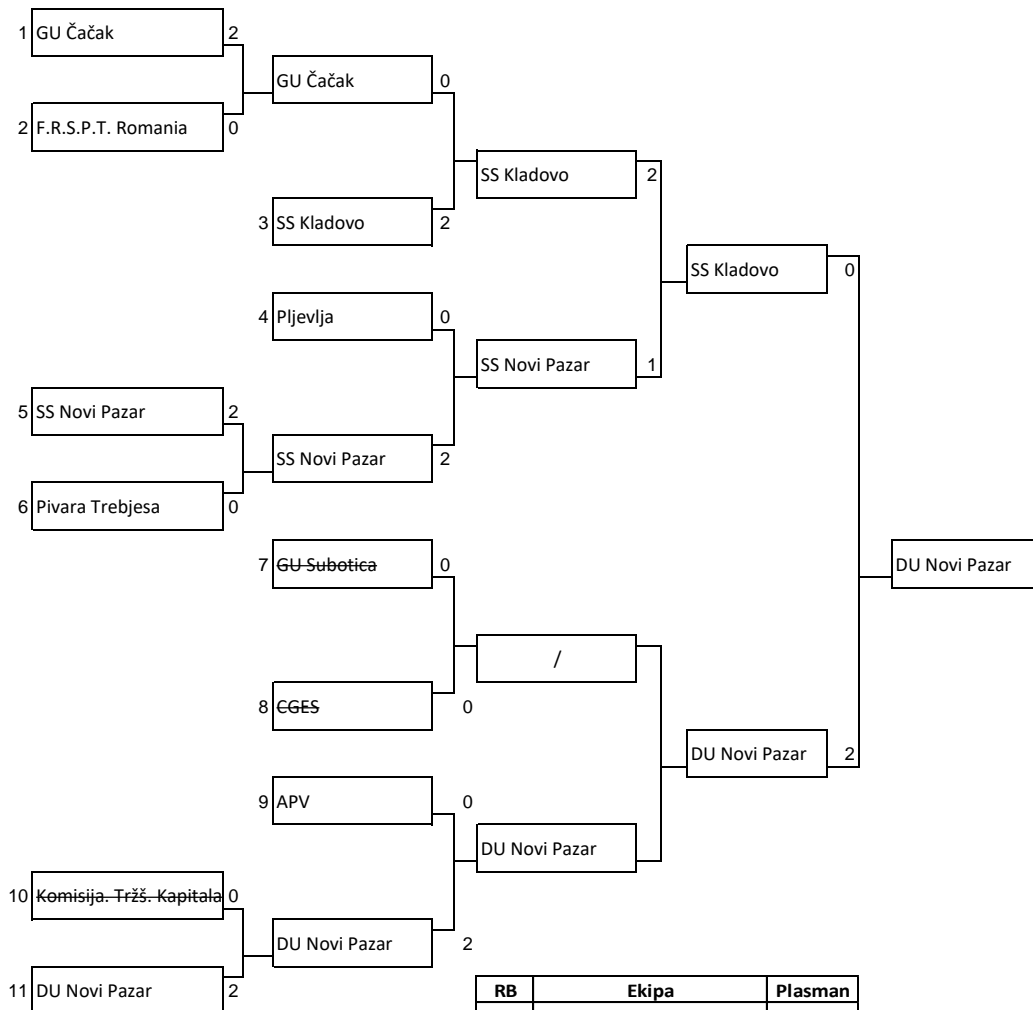 1 GU Čačak 2
GU Čačak 0
2 F.R.S.P.T. Romania 0
SS Kladovo 2
3 SS Kladovo 2
SS Kladovo 0
4 Pljevlja 0
SS Novi Pazar 1
5 SS Novi Pazar 2
SS Novi Pazar 2
6 Pivara Trebjesa 0
7 GU Subotica 0
DU Novi Pazar
/
8 CGES 0
DU Novi Pazar 2
9 APV 0
DU Novi Pazar
10 Komisija. Tržš. Kapitala 0
DU Novi Pazar 2
11 DU Novi Pazar 2
RB Ekipa Plasman